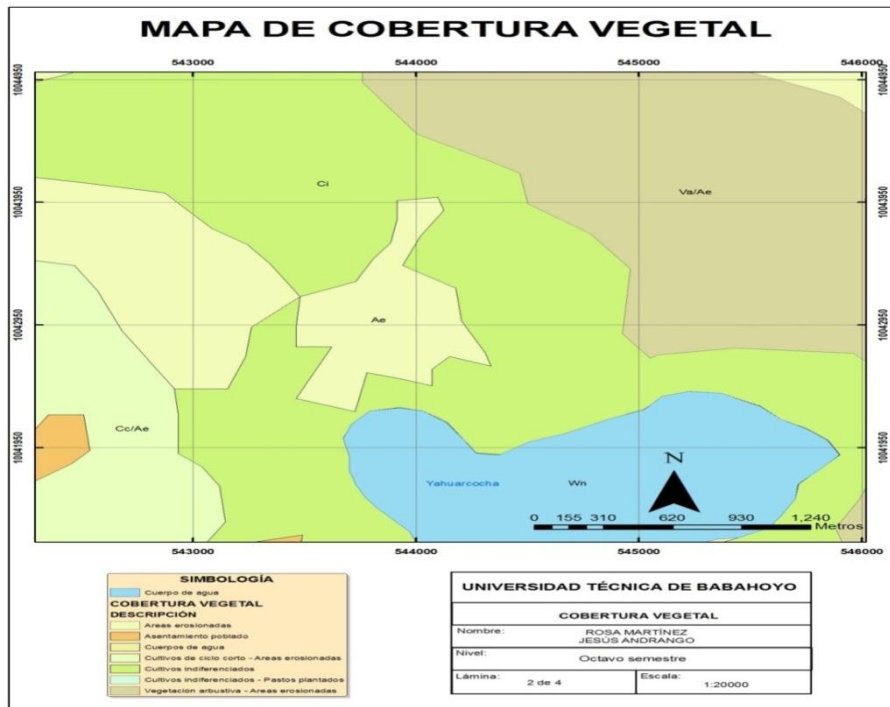 MAPA DE COBERTURA VEGETAL
543000 544000 545000 546000
10044950 10044950
Ci
Va/Ae
10043950 10043950
10042950 10042950
Ae
Cc/Ae
10041950 10041950
Yahuarcocha
Wn
N
0 155 310 620 930 1,240
Metros
543000 544000 545000 546000
SIMBOLOGÍA
Cuerpo de agua
COBERTURA VEGETAL
DESCRIPCIÓN
Areas erosionadas
Asentamiento poblado
Cuerpos de agua
Cultivos de ciclo corto - Areas erosionadas
Cultivos indiferenciados
Cultivos indiferenciados - Pastos plantados
Vegetación arbustiva - Areas erosionadas
UNIVERSIDAD TÉCNICA DE BABAHOYO
COBERTURA VEGETAL
Nombre: ROSA MARTÍNEZ
JESÚS ANDRANGO
Nivel:
Octavo semestre
Lámina: 2 de 4
Escala: 1:20000